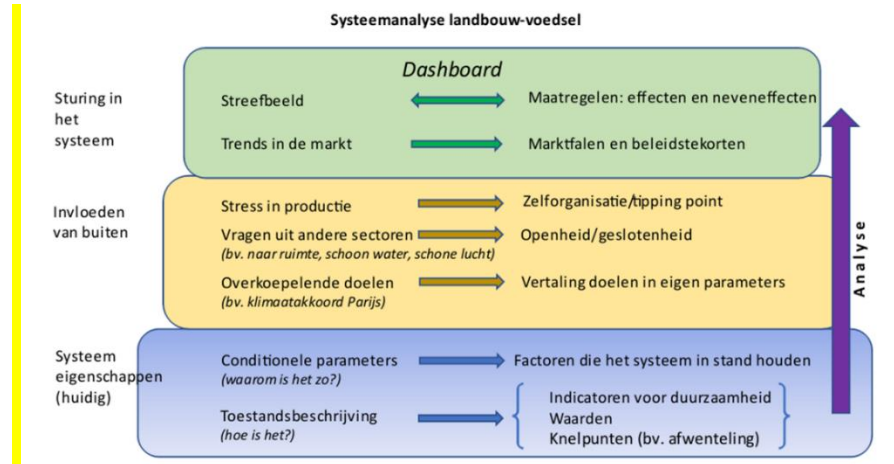 Systeemanalyse landbouw-voedsel
Dashboard
Sturing in
het
systeem
Streefbeeld
Maatregelen: effecten en neveneffecten
Trends in de markt
Marktfalen en beleidstekorten
Invloeden
van buiten
Stress in productie
Zelforganisatie/tipping point
Vragen uit andere sectoren
(bv. naar ruimte, schoon water, schone lucht)
Openheid/geslotenheid
Overkoepelende doelen
(bv. klimaatakkoord Parijs)
Vertaling doelen in eigen parameters
Systeem
eigenschappen
(huidig)
Conditionele parameters
(waarom is het zo?)
Factoren die het systeem in stand houden
Toestandsbeschrijving
(hoe is het?)
Indicatoren voor duurzaamheid
Waarden
Knelpunten (bv. afwenteling)
Analyse